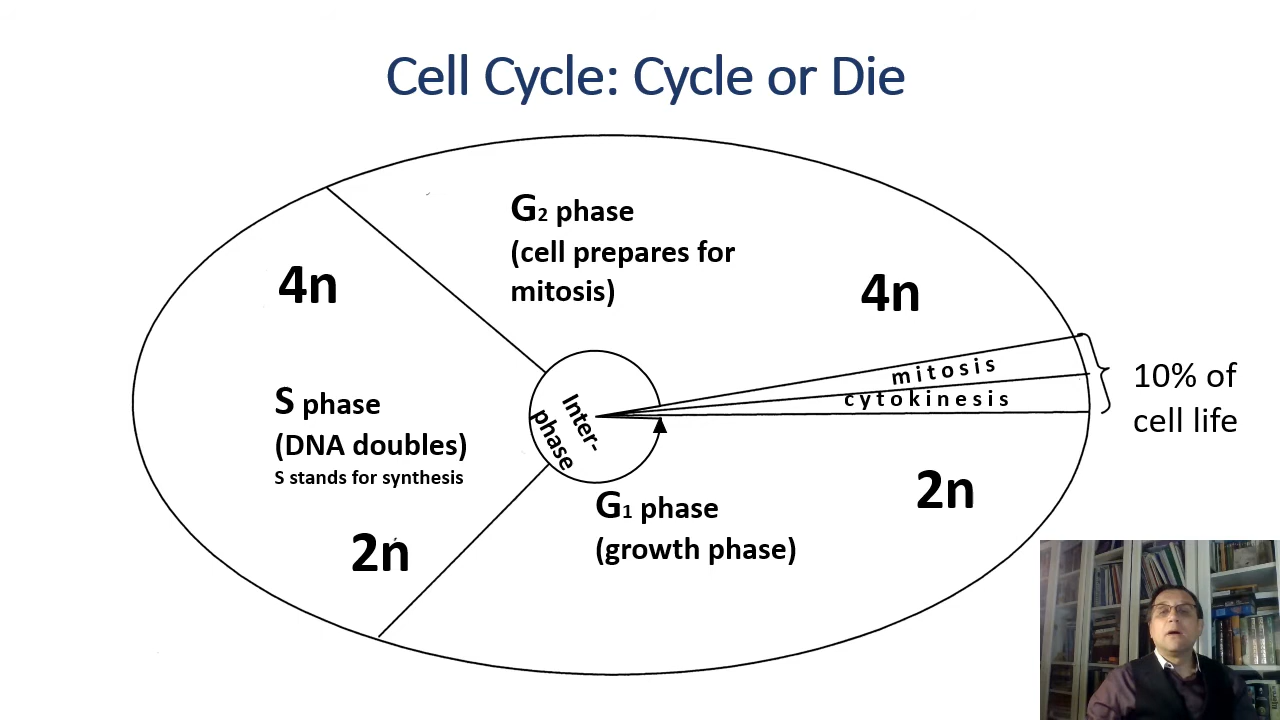 Cell Cycle: Cycle or Die
G2 phase
(cell prepares for
mitosis)
4n
4n
mitosis
cytokinesis
10% of
cell life
S phase
(DNA doubles)
S stands for synthesis
Inter-
phase
2n
G1 phase
(growth phase)
2n